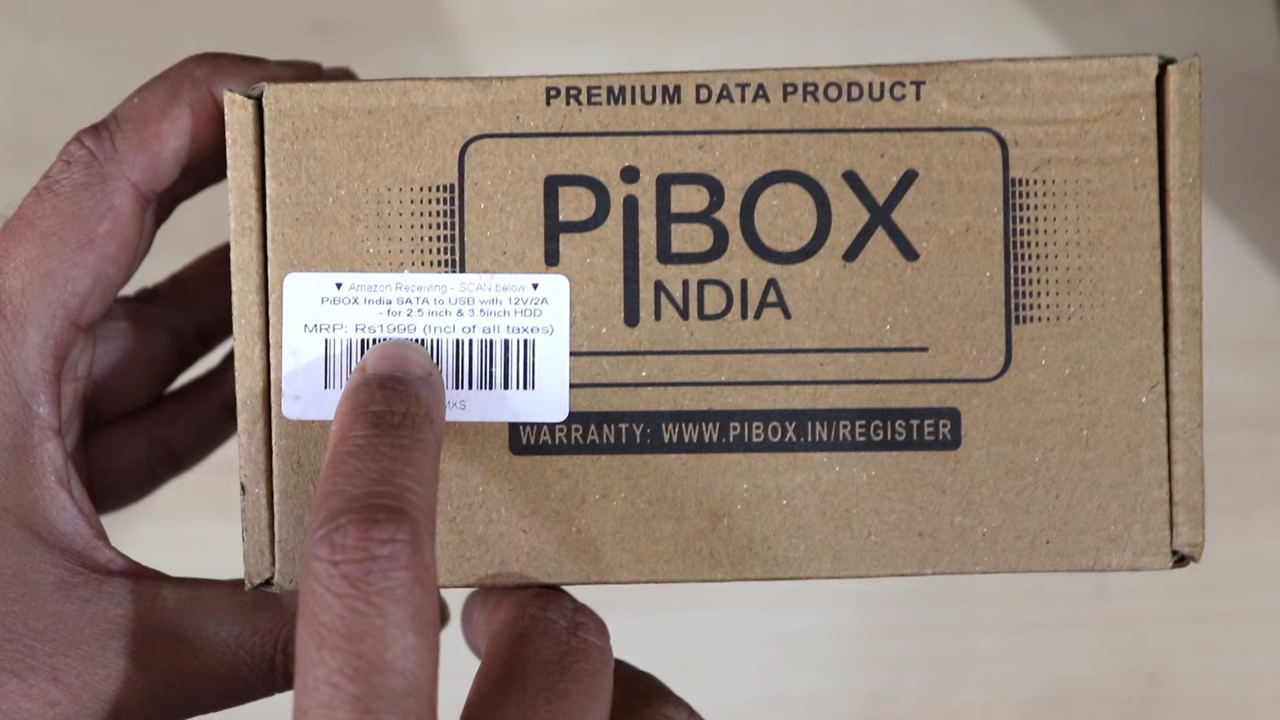 PREMIUM DATA PRODUCT
PiBOX
INDIA
▼ Amazon Receiving - SCAN below ▼
PiBOX India SATA to USB with 12V/2A
- for 2.5 inch & 3.5inch HDD
MRP: Rs1999 (Incl of all taxes)
WARRANTY: WWW.PIBOX.IN/REGISTER